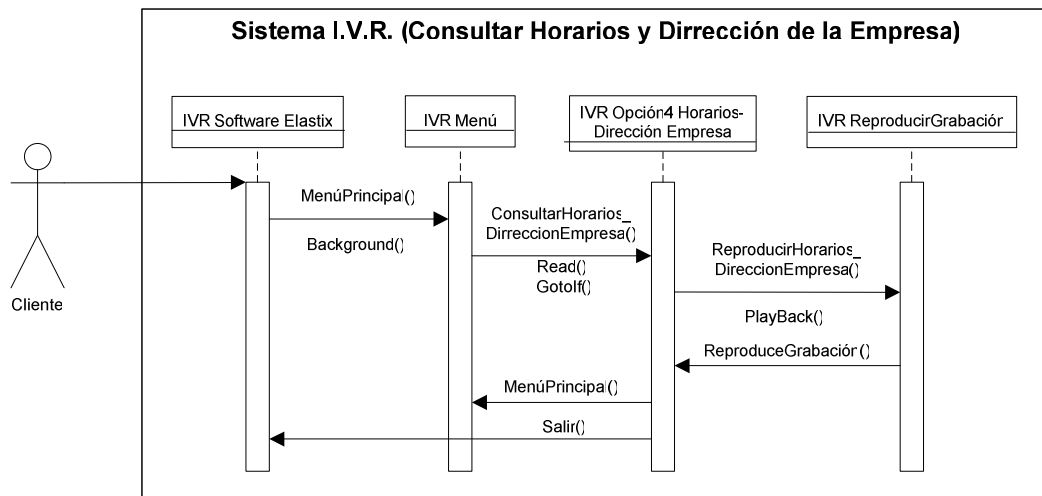 Sistema I.V.R. (Consultar Horarios y Dirrección de la Empresa)
IVR Software Elastix
IVR Menú
IVR Opción4 Horarios-
Dirección Empresa
IVR ReproducirGrabación
MenúPrincipal()
Background()
ConsultarHorarios_
DirreccionEmpresa()
Read()
GotoIf()
ReproducirHorarios_
DireccionEmpresa()
PlayBack()
ReproduceGrabación()
MenúPrincipal()
Salir()
Cliente